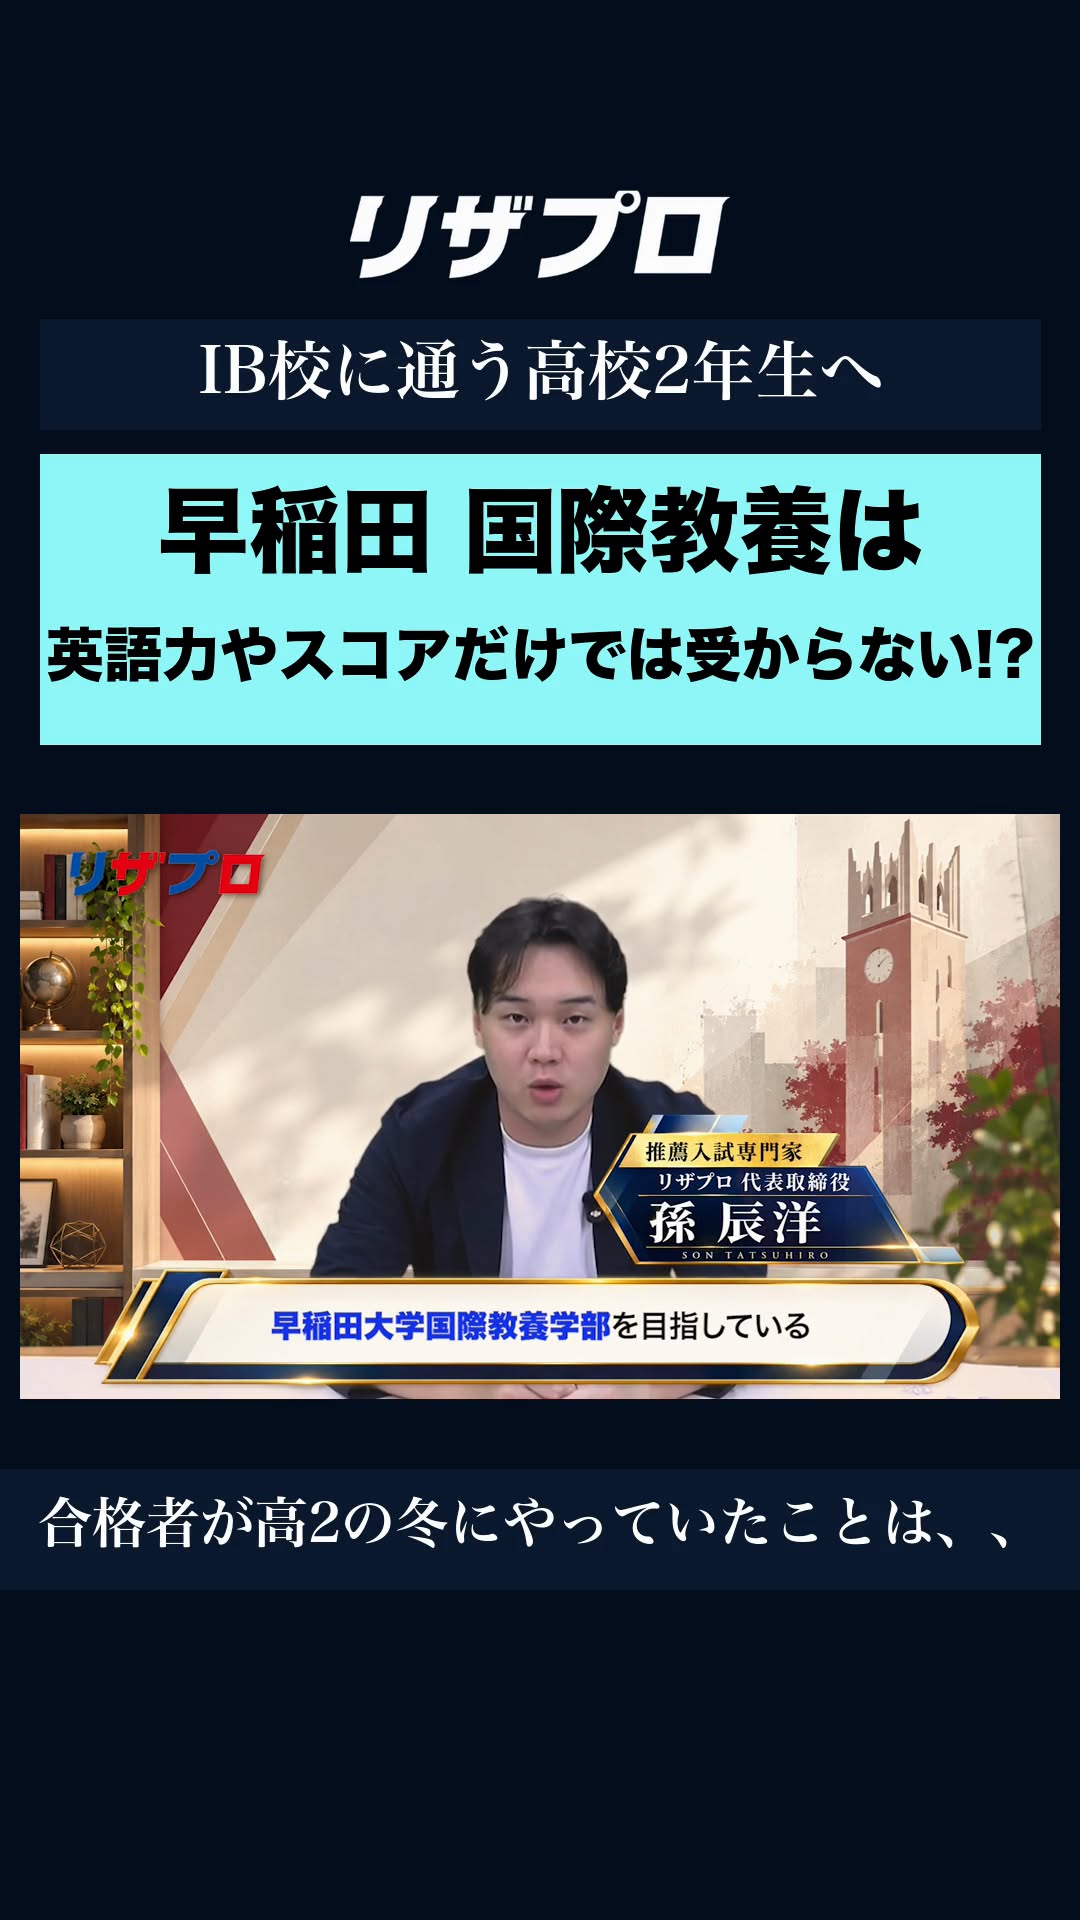 リザプロ
IB校に通う高校2年生へ
早稲田 国際教養は
英語力やスコアだけでは受からない!?
リザプロ
推薦入試専門家
リザプロ 代表取締役
孫 辰洋
SON TATSUHIRO
早稲田大学国際教養学部を目指している
合格者が高2の冬にやっていたことは、、